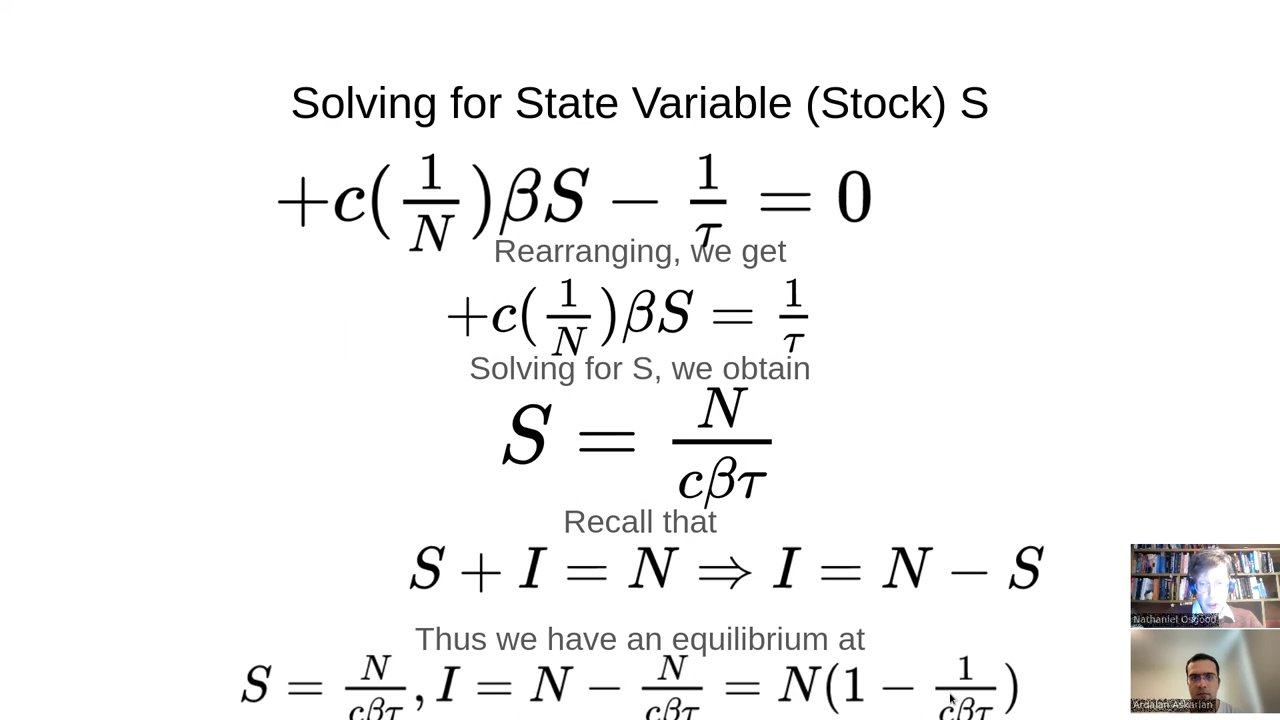 Solving for State Variable (Stock) S
+c(1/N)βS − 1/τ = 0
Rearranging, we get
+c(1/N)βS = 1/τ
Solving for S, we obtain
S = N/cβτ
Recall that
S + I = N ⇒ I = N − S
Thus we have an equilibrium at
S = N/cβτ, I = N − N/cβτ = N(1 − 1/cβτ)
Nathaniel Osgood
Ardalan Askarian